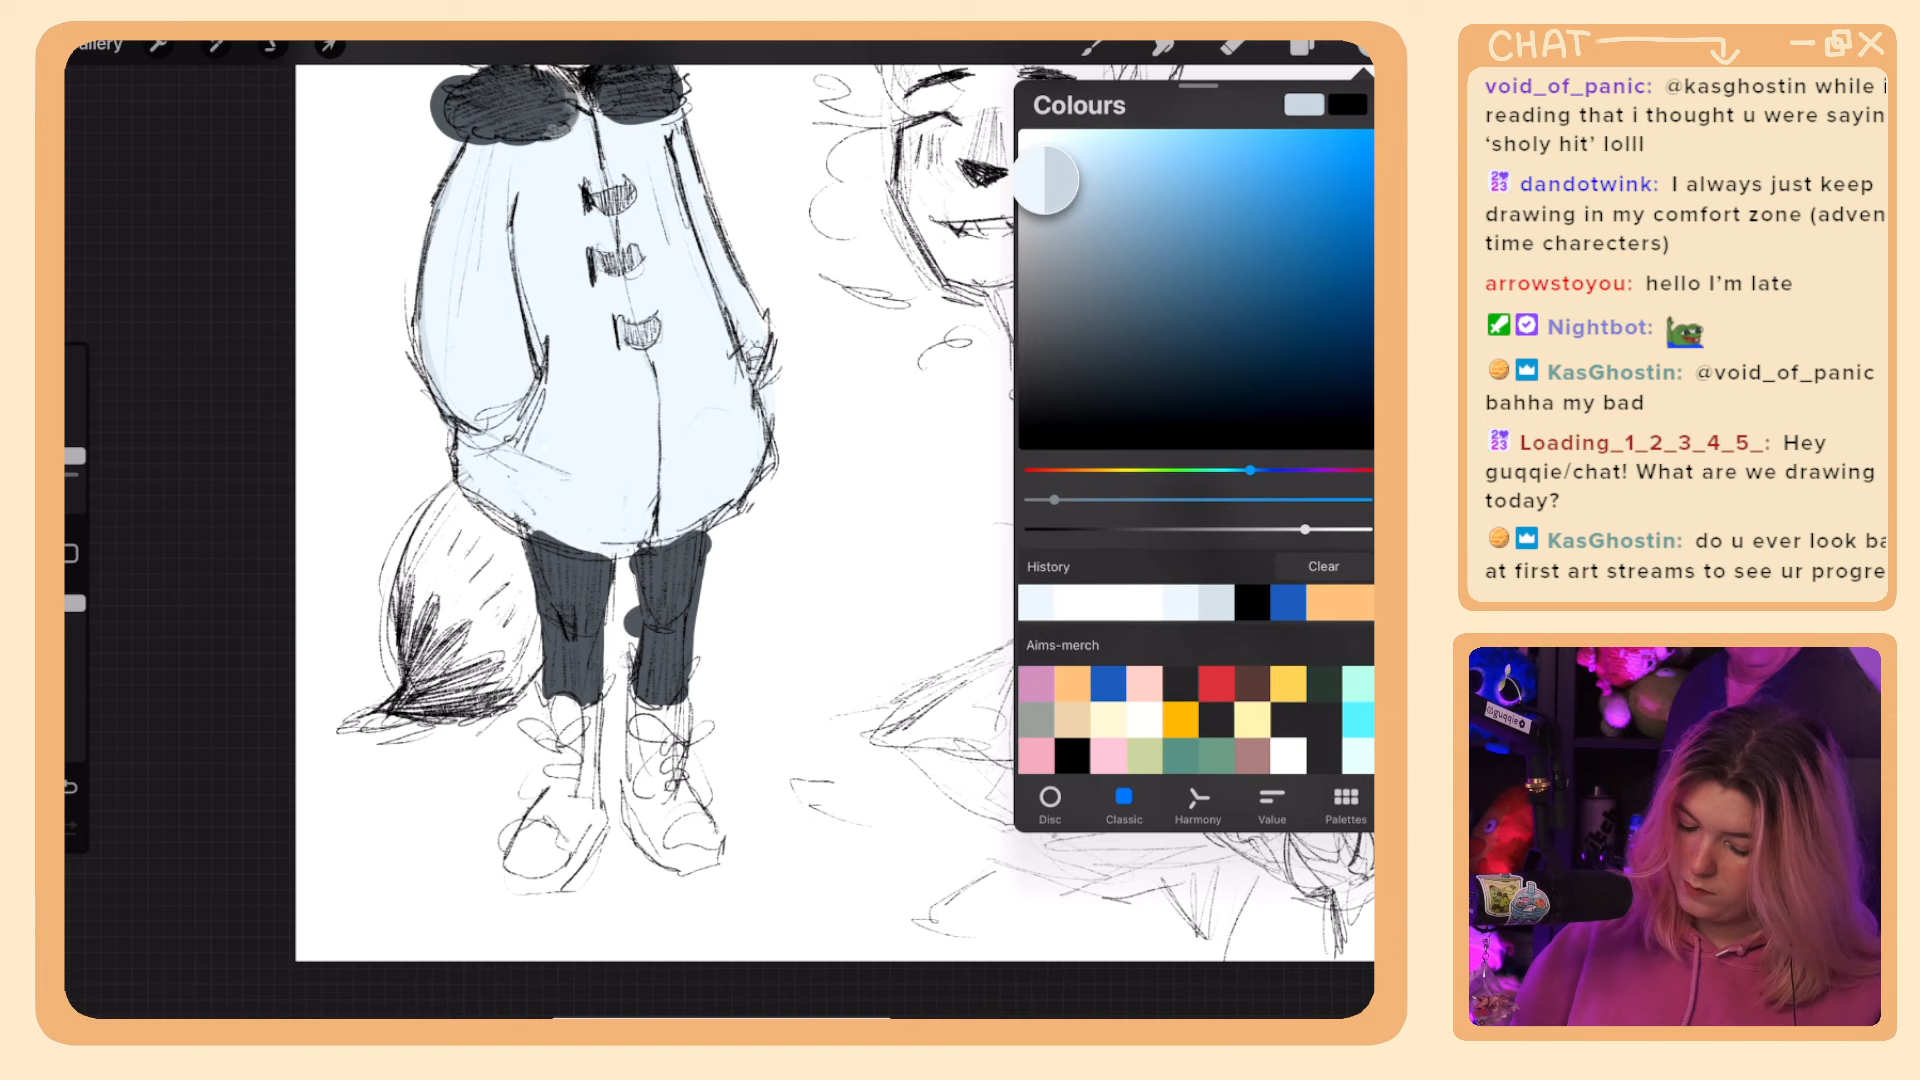 allery
Colours
History
Clear
Aims-merch
Disc
Classic
Harmony
Value
Palettes
CHAT
void_of_panic: @kasghostin while i
reading that i thought u were sayin
‘sholy hit’ lolll
dandotwink: I always just keep
drawing in my comfort zone (adven
time charecters)
arrowstoyou: hello I’m late
Nightbot:
KasGhostin: @void_of_panic
bahha my bad
Loading_1_2_3_4_5_: Hey
guqqie/chat! What are we drawing
today?
KasGhostin: do u ever look ba
at first art streams to see ur progre
@guqqie